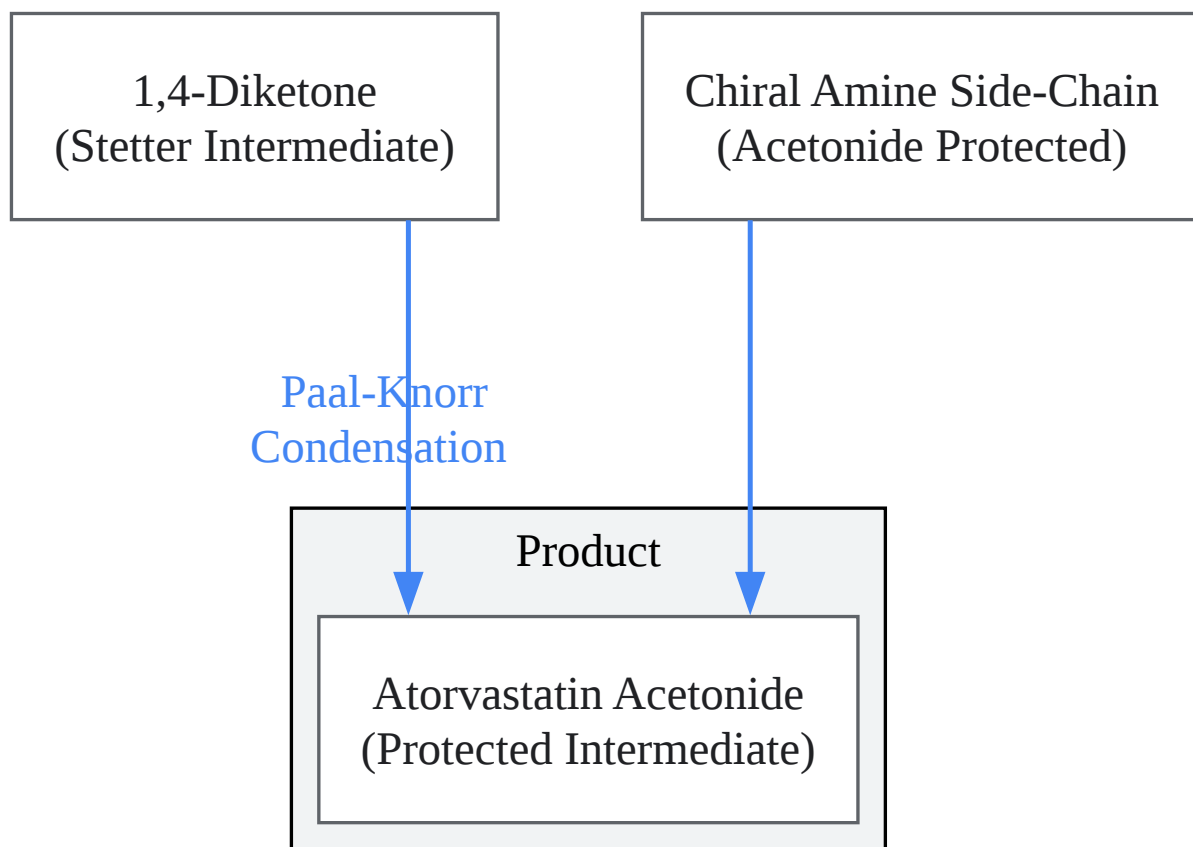 1,4-Diketone
(Stetter Intermediate)
Chiral Amine Side-Chain
(Acetonide Protected)
Paal-Knorr
Condensation
Product
Atorvastatin Acetonide
(Protected Intermediate)